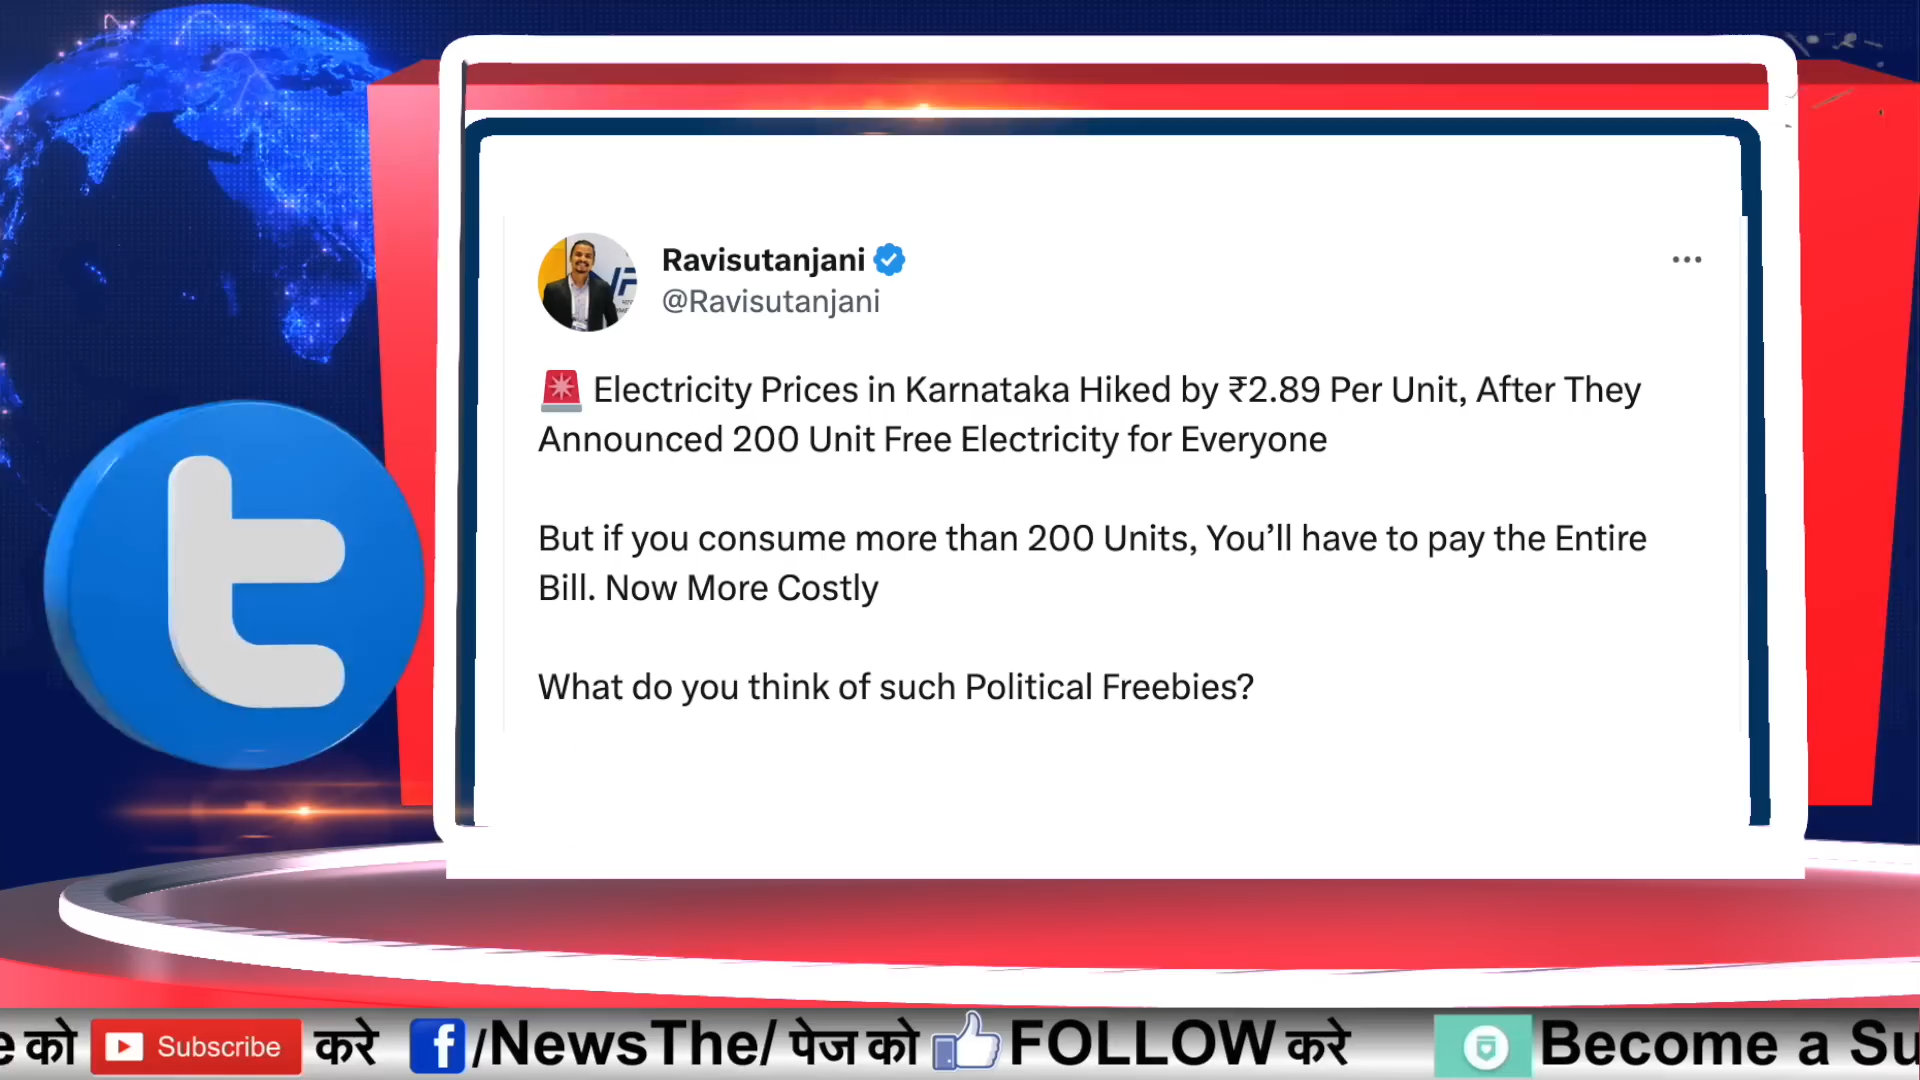 Ravisutanjani
@Ravisutanjani
🚨 Electricity Prices in Karnataka Hiked by ₹2.89 Per Unit, After They
Announced 200 Unit Free Electricity for Everyone
But if you consume more than 200 Units, You’ll have to pay the Entire
Bill. Now More Costly
What do you think of such Political Freebies?
को Subscribe करे f/NewsThe/ पेज को FOLLOW करे Become a Su